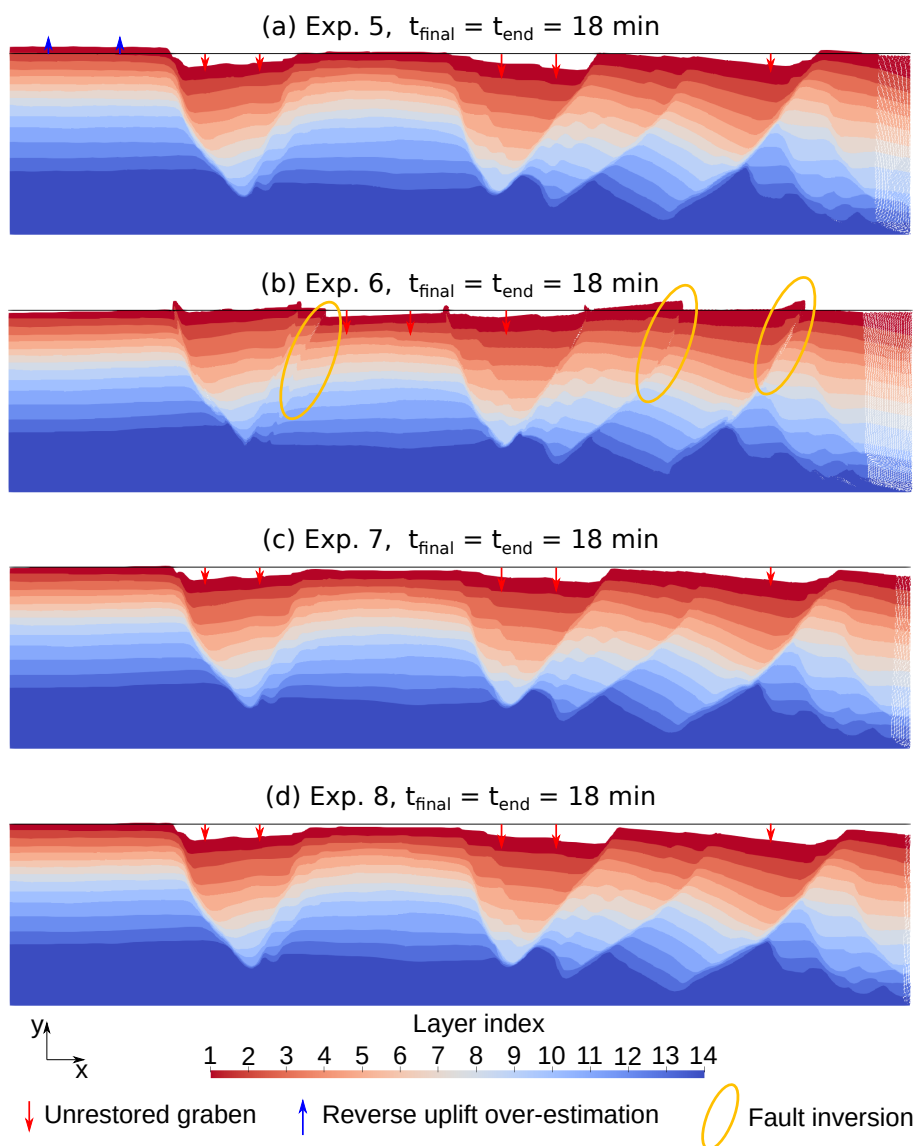 (a) Exp. 5, t_final = t_end = 18 min
(b) Exp. 6, t_final = t_end = 18 min
(c) Exp. 7, t_final = t_end = 18 min
(d) Exp. 8, t_final = t_end = 18 min
y
x
Layer index
1 2 3 4 5 6 7 8 9 10 11 12 13 14
Unrestored graben
Reverse uplift over-estimation
Fault inversion